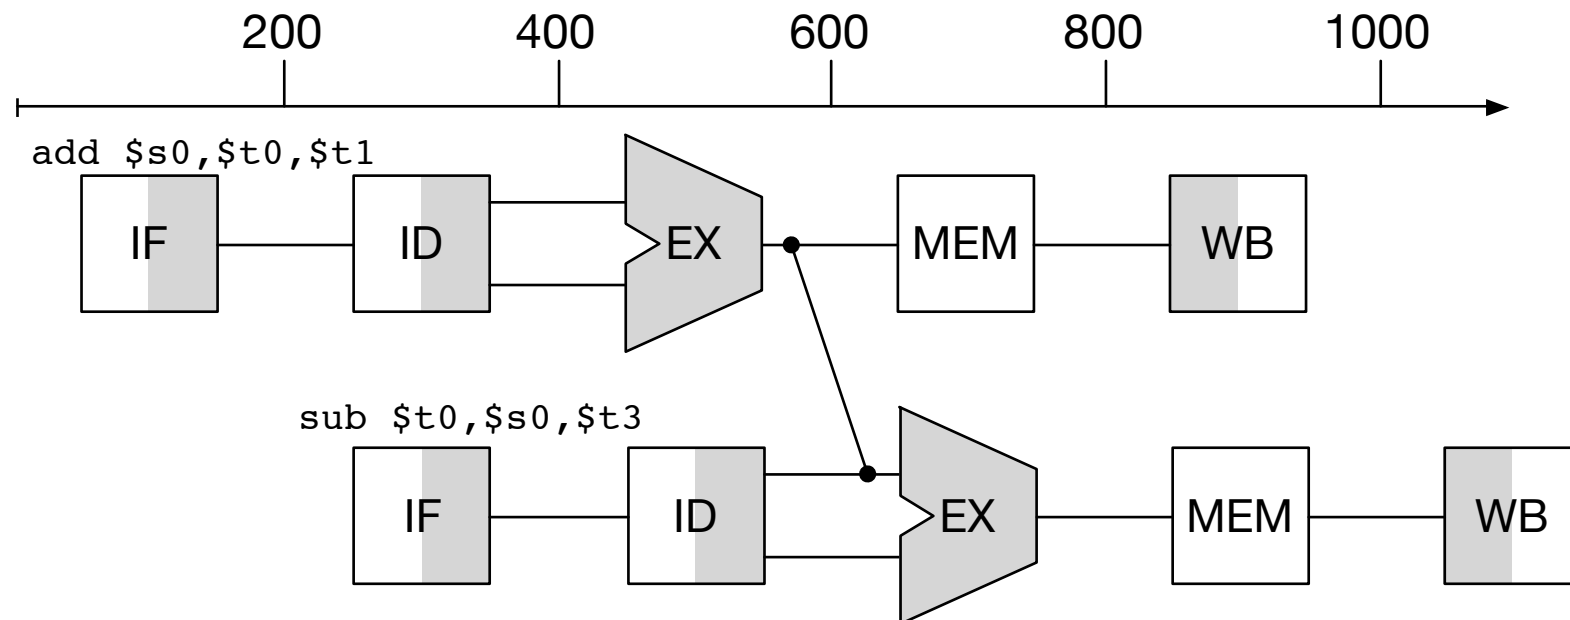 200 400 600 800 1000
add $s0,$t0,$t1
IF ID EX MEM WB
sub $t0,$s0,$t3
IF ID EX MEM WB